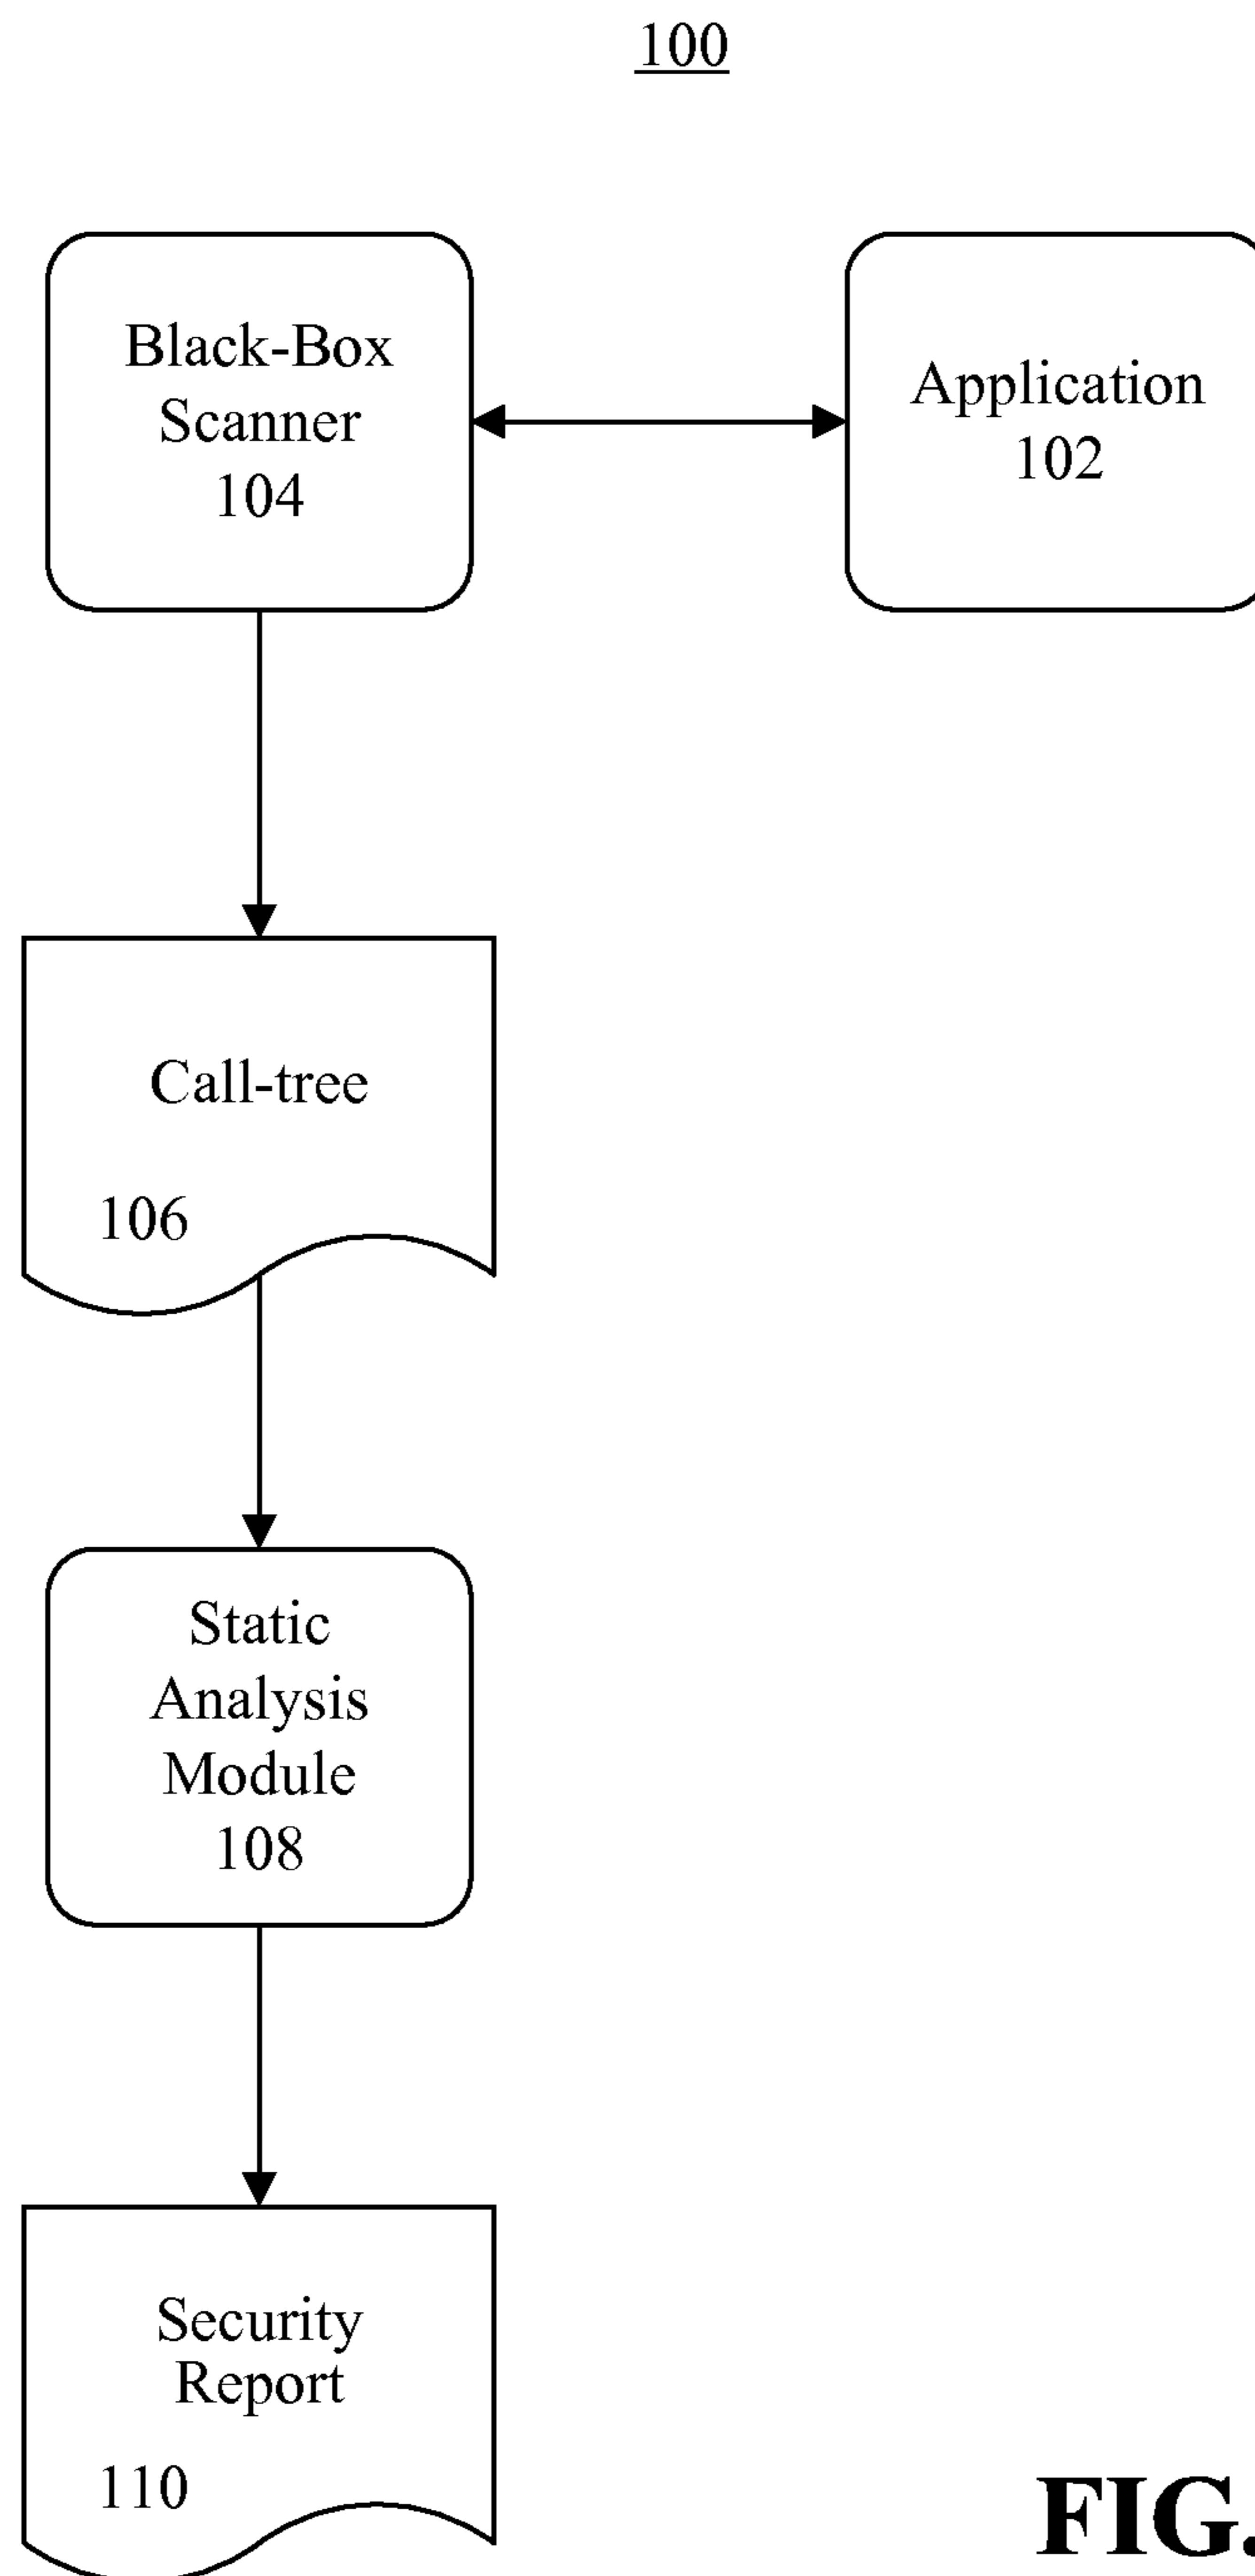 100
Black-Box
Scanner
104
Application
102
Call-tree
106
Static
Analysis
Module
108
Security
Report
110
FIG.